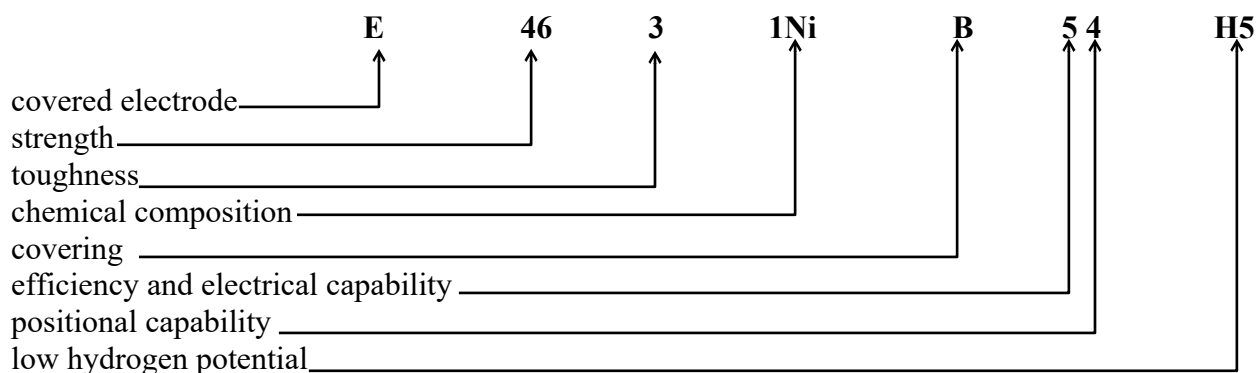 E 46 3 1Ni B 5 4 H5
covered electrode
strength
toughness
chemical composition
covering
efficiency and electrical capability
positional capability
low hydrogen potential